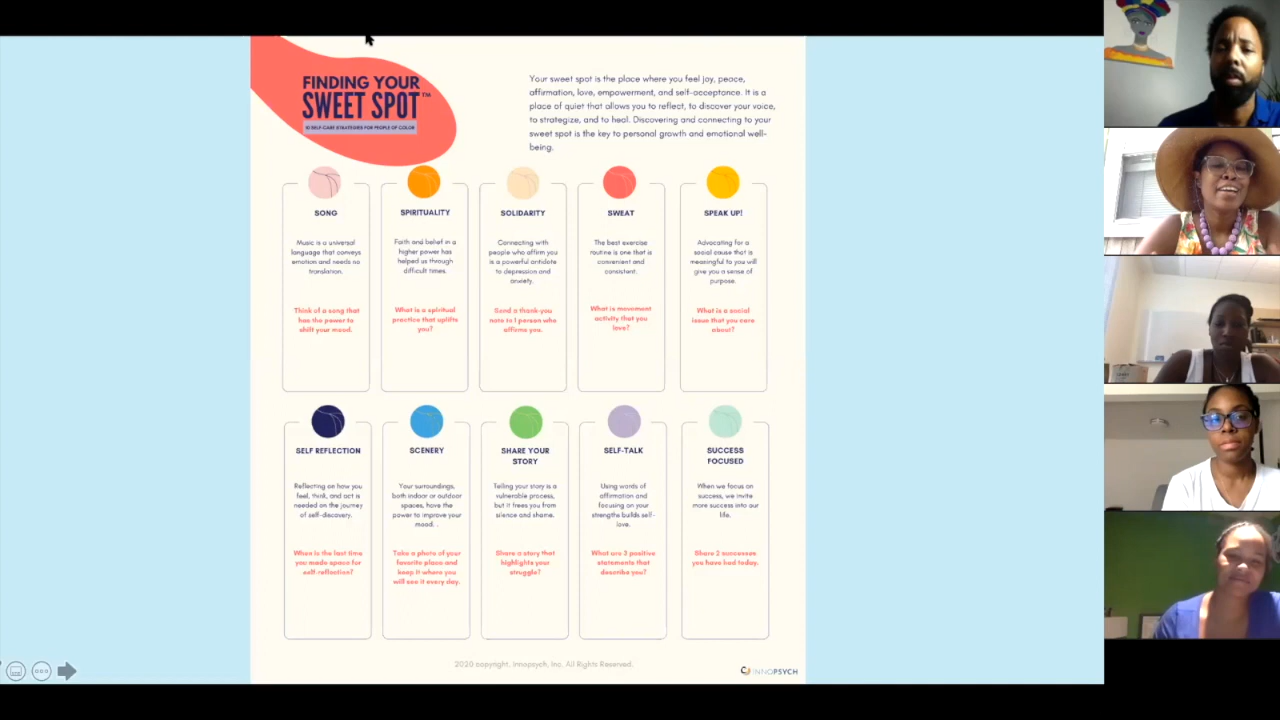 FINDING YOUR
SWEET SPOT™
10 SELF-CARE STRATEGIES FOR PEOPLE OF COLOR
Your sweet spot is the place where you feel joy, peace,
affirmation, love, empowerment, and self-acceptance. It is a
place of quiet that allows you to reflect, to discover your voice,
to strategize, and to heal. Discovering and connecting to your
sweet spot is the key to personal growth and emotional well-
being.
SONG
Music is a universal
language that conveys
emotion and needs no
translation.
Think of a song that
has the power to
shift your mood.
SPIRITUALITY
Faith and belief in a
higher power has
helped us through
difficult times.
What is a spiritual
practice that uplifts
you?
SOLIDARITY
Connecting with
people who affirm you
is a powerful antidote
to depression and
anxiety.
Send a thank-you
note to 1 person who
affirms you.
SWEAT
The best exercise
routine is one that is
convenient and
consistent.
What is movement
activity that you
love?
SPEAK UP!
Advocating for a
social cause that is
meaningful to you will
give you a sense of
purpose.
What is a social
issue that you care
about?
SELF REFLECTION
Reflecting on how you
feel, think, and act is
needed on the journey
of self-discovery.
When is the last time
you made space for
self-reflection?
SCENERY
Your surroundings,
both indoor or outdoor
spaces, have the
power to improve your
mood. .
Take a photo of your
favorite place and
keep it where you
will see it every day.
SHARE YOUR
STORY
Telling your story is a
vulnerable process,
but it frees you from
silence and shame.
Share a story that
highlights your
struggle?
SELF-TALK
Using words of
affirmation and
focusing on your
strengths builds self-
love.
What are 3 positive
statements that
describe you?
SUCCESS
FOCUSED
When we focus on
success, we invite
more success into our
life.
Share 2 successes
you have had today.
2020 copyright, Innopsych, Inc. All Rights Reserved.
INNOPSYCH